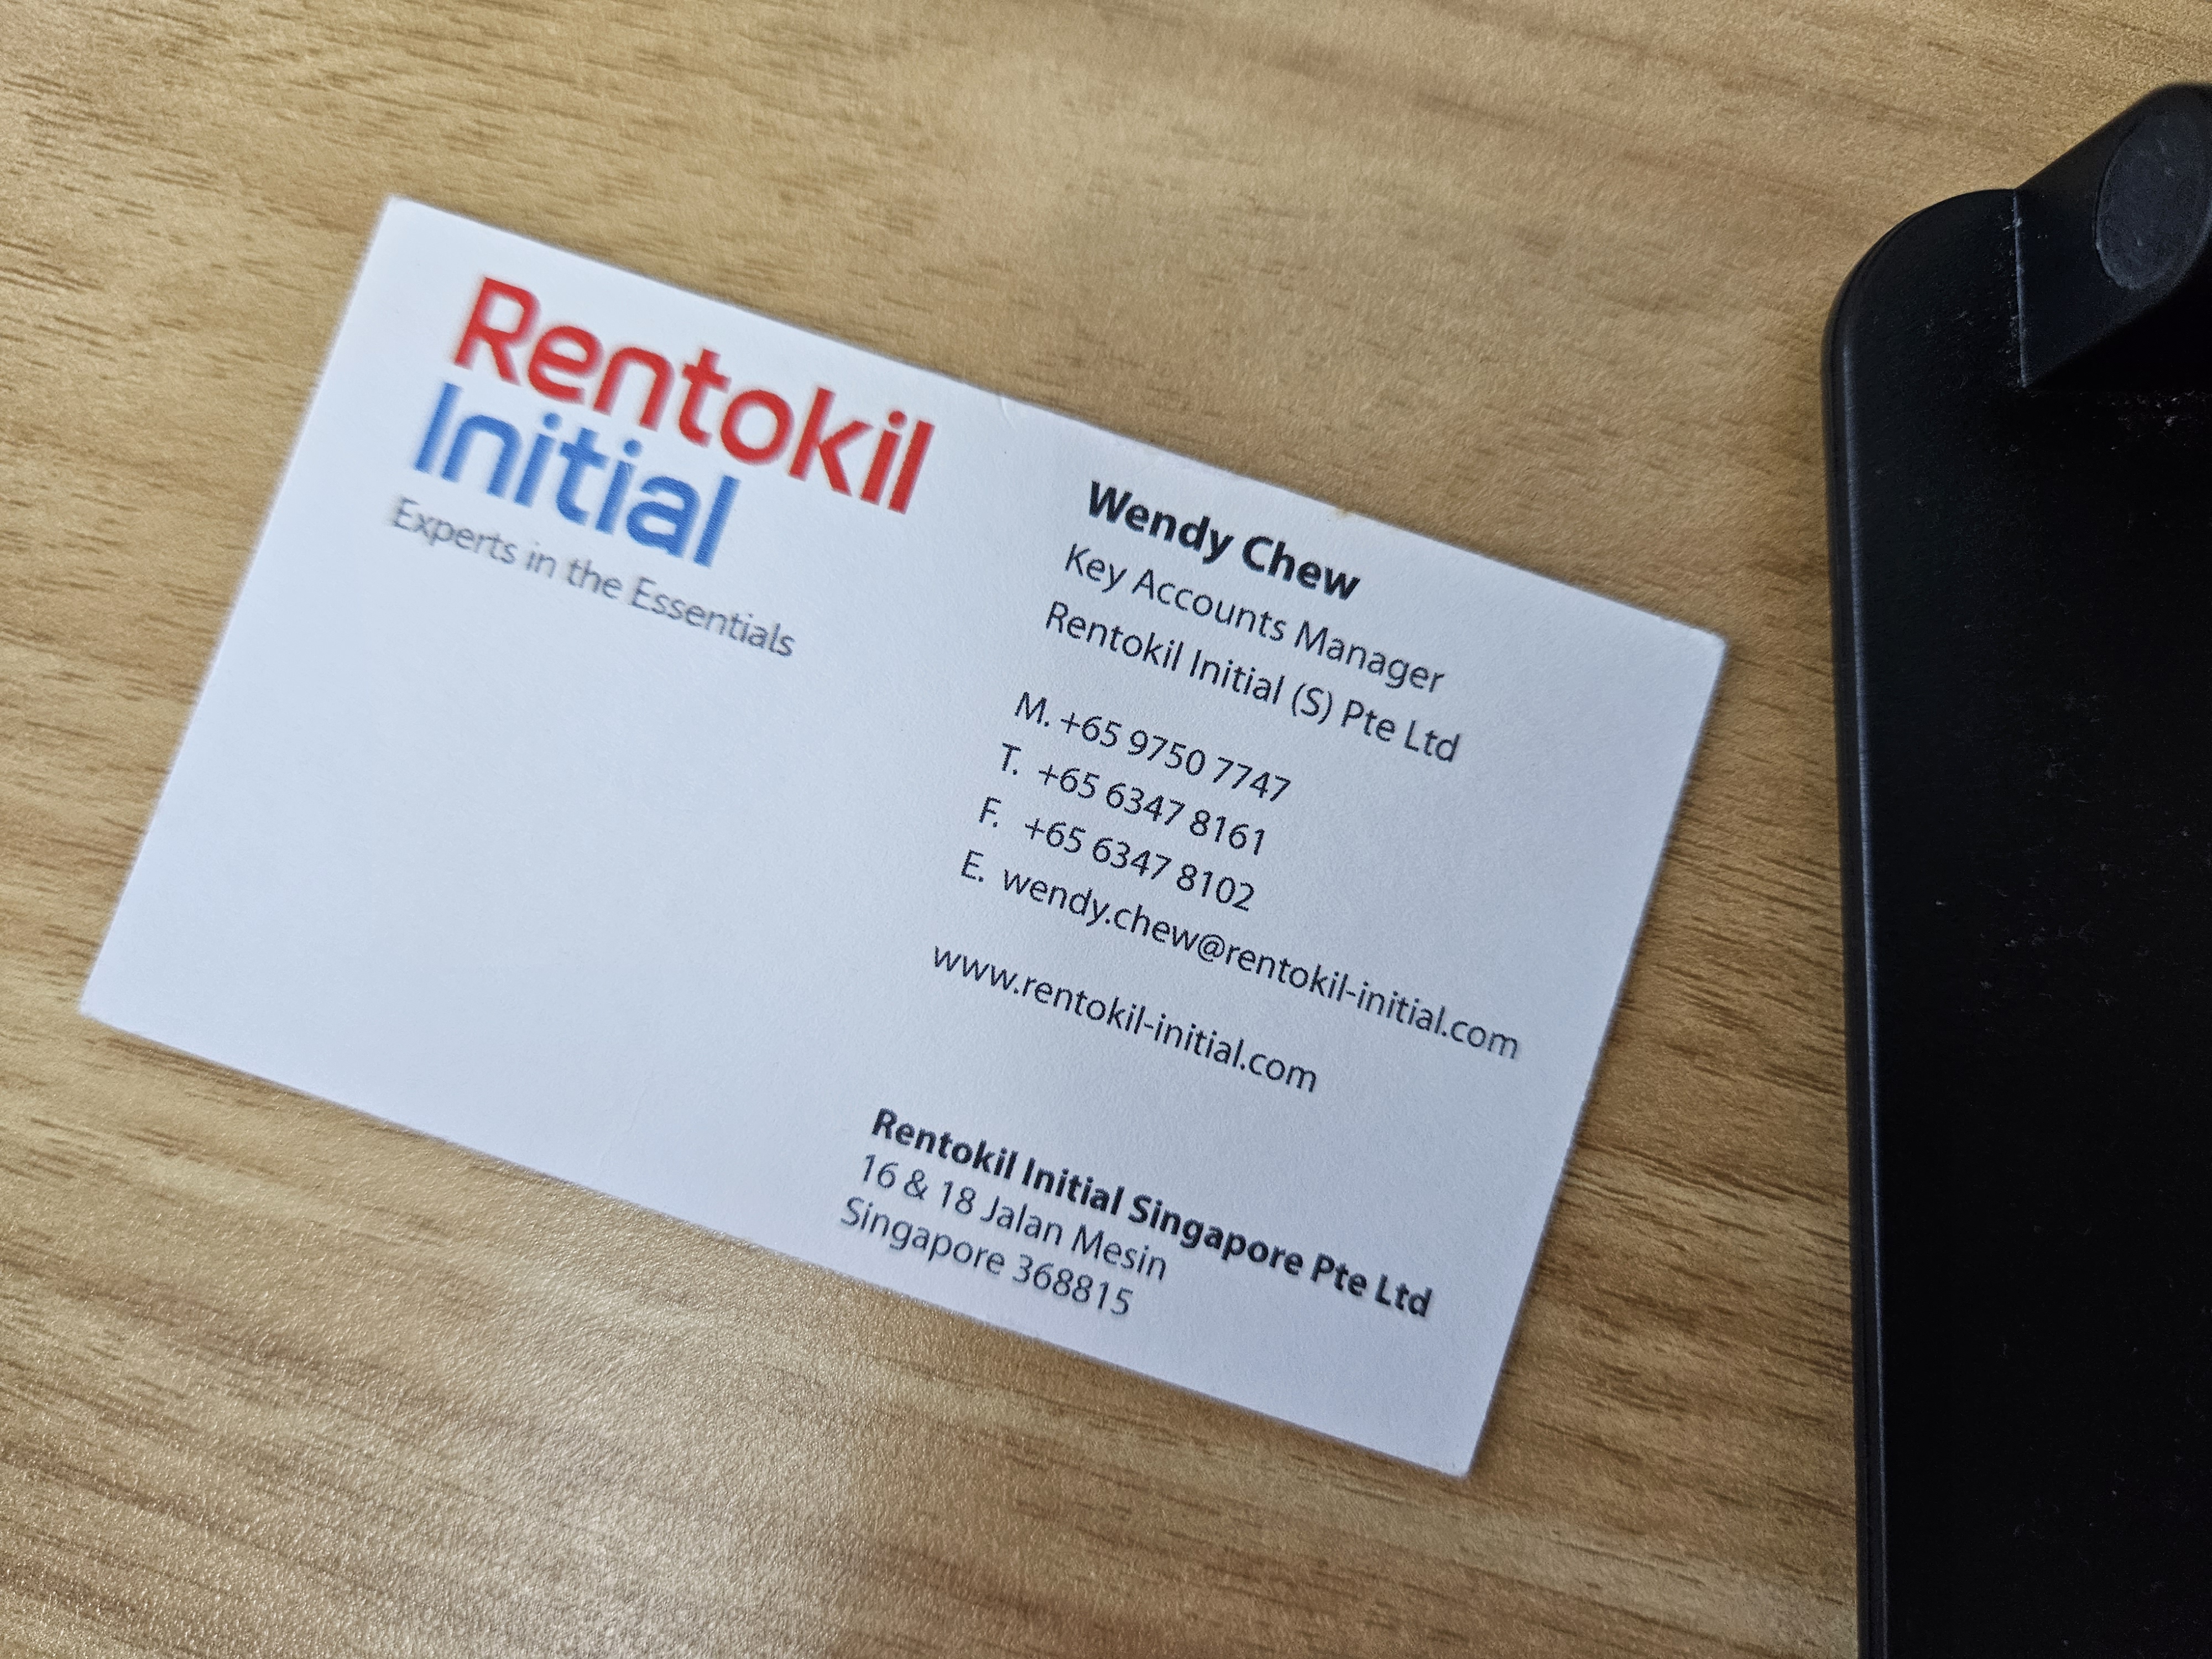 Rentokil
Initial
Experts in the Essentials
Wendy Chew
Key Accounts Manager
Rentokil Initial (S) Pte Ltd
M. +65 9750 7747
T. +65 6347 8161
F. +65 6347 8102
E. wendy.chew@rentokil-initial.com
www.rentokil-initial.com
Rentokil Initial Singapore Pte Ltd
16 & 18 Jalan Mesin
Singapore 368815